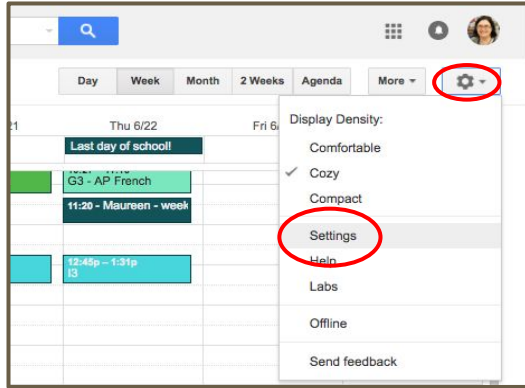 Day Week Month 2 Weeks Agenda More
21 Thu 6/22 Fri 6/
Last day of school!
G3 - AP French
11:20 - Maureen - week
12:45p – 1:31p
I3
Display Density:
Comfortable
Cozy
Compact
Settings
Help
Labs
Offline
Send feedback